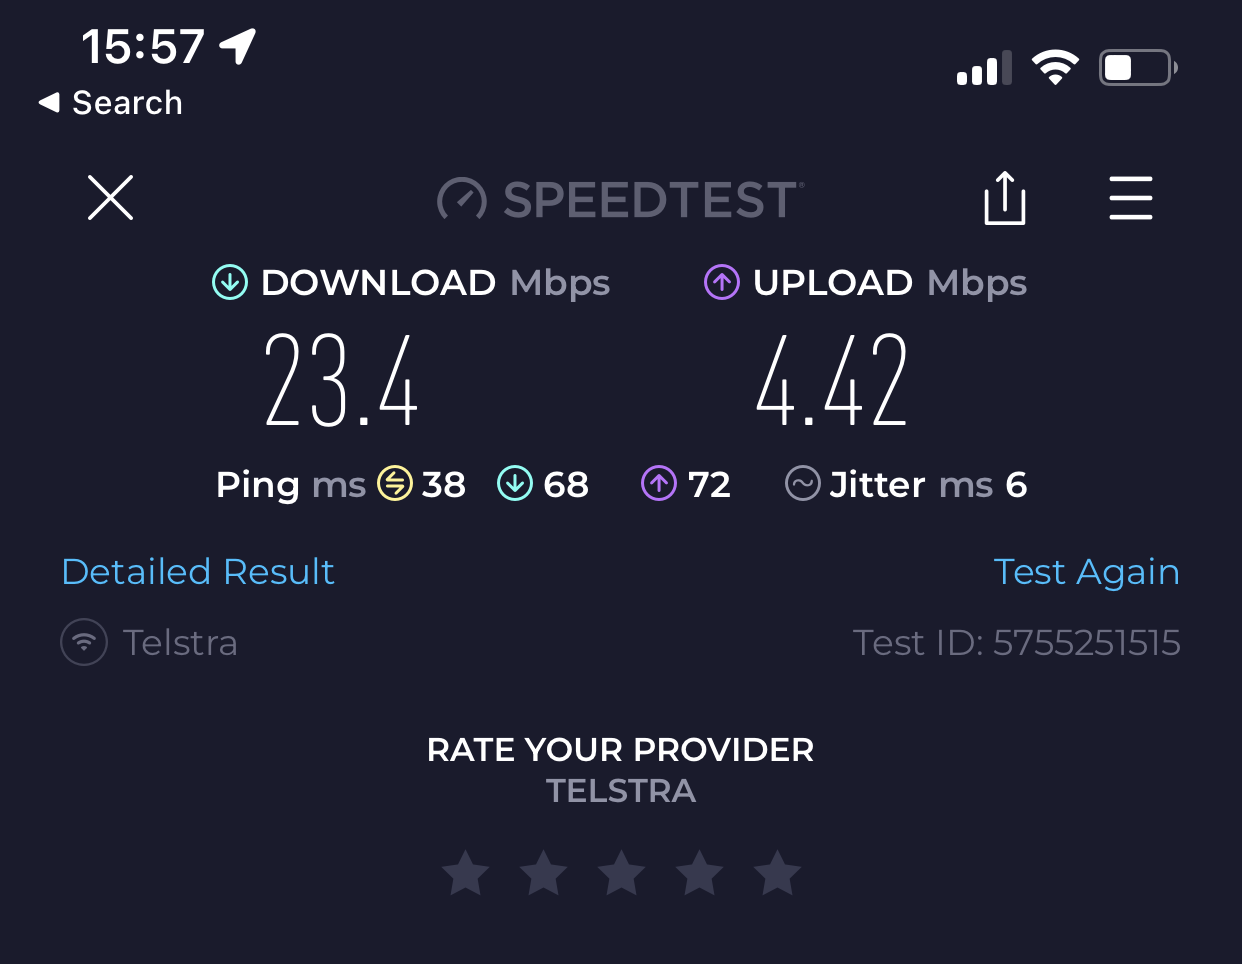 15:57
Search
SPEEDTEST®
DOWNLOAD Mbps UPLOAD Mbps
23.4 4.42
Ping ms 38 68 72 Jitter ms 6
Detailed Result Test Again
Telstra Test ID: 5755251515
RATE YOUR PROVIDER
TELSTRA